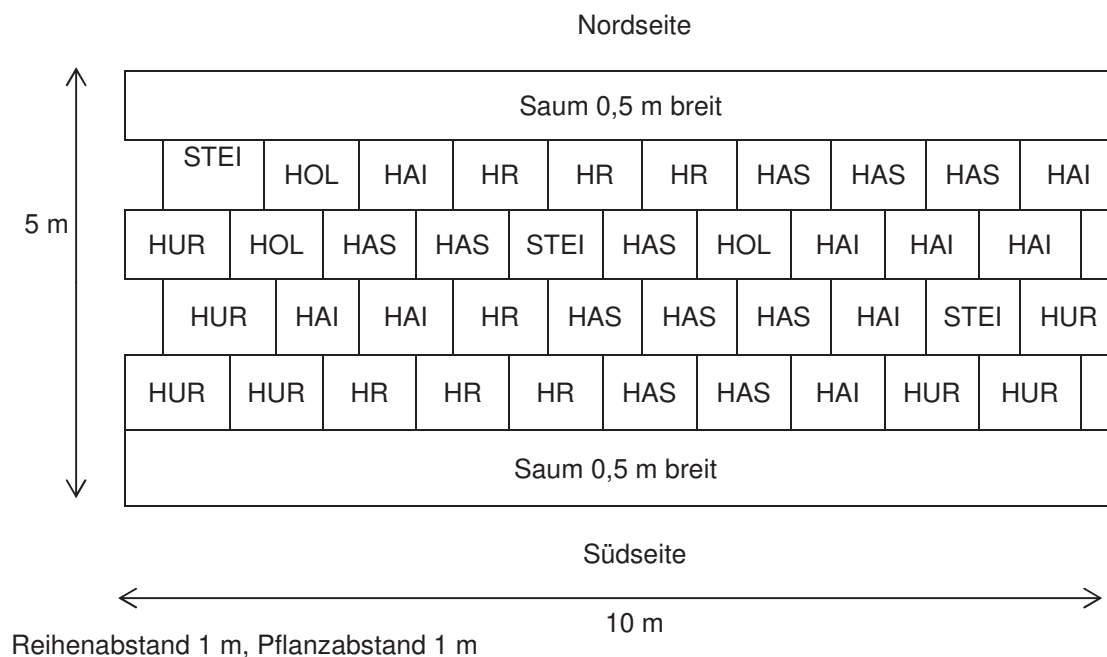 Nordseite
Saum 0,5 m breit
STEI HOL HAI HR HR HR HAS HAS HAS HAI
5 m
HUR HOL HAS HAS STEI HAS HOL HAI HAI HAI
HUR HAI HAI HR HAS HAS HAS HAI STEI HUR
HUR HUR HR HR HR HAS HAS HAI HUR HUR
Saum 0,5 m breit
Südseite
10 m
Reihenabstand 1 m, Pflanzabstand 1 m